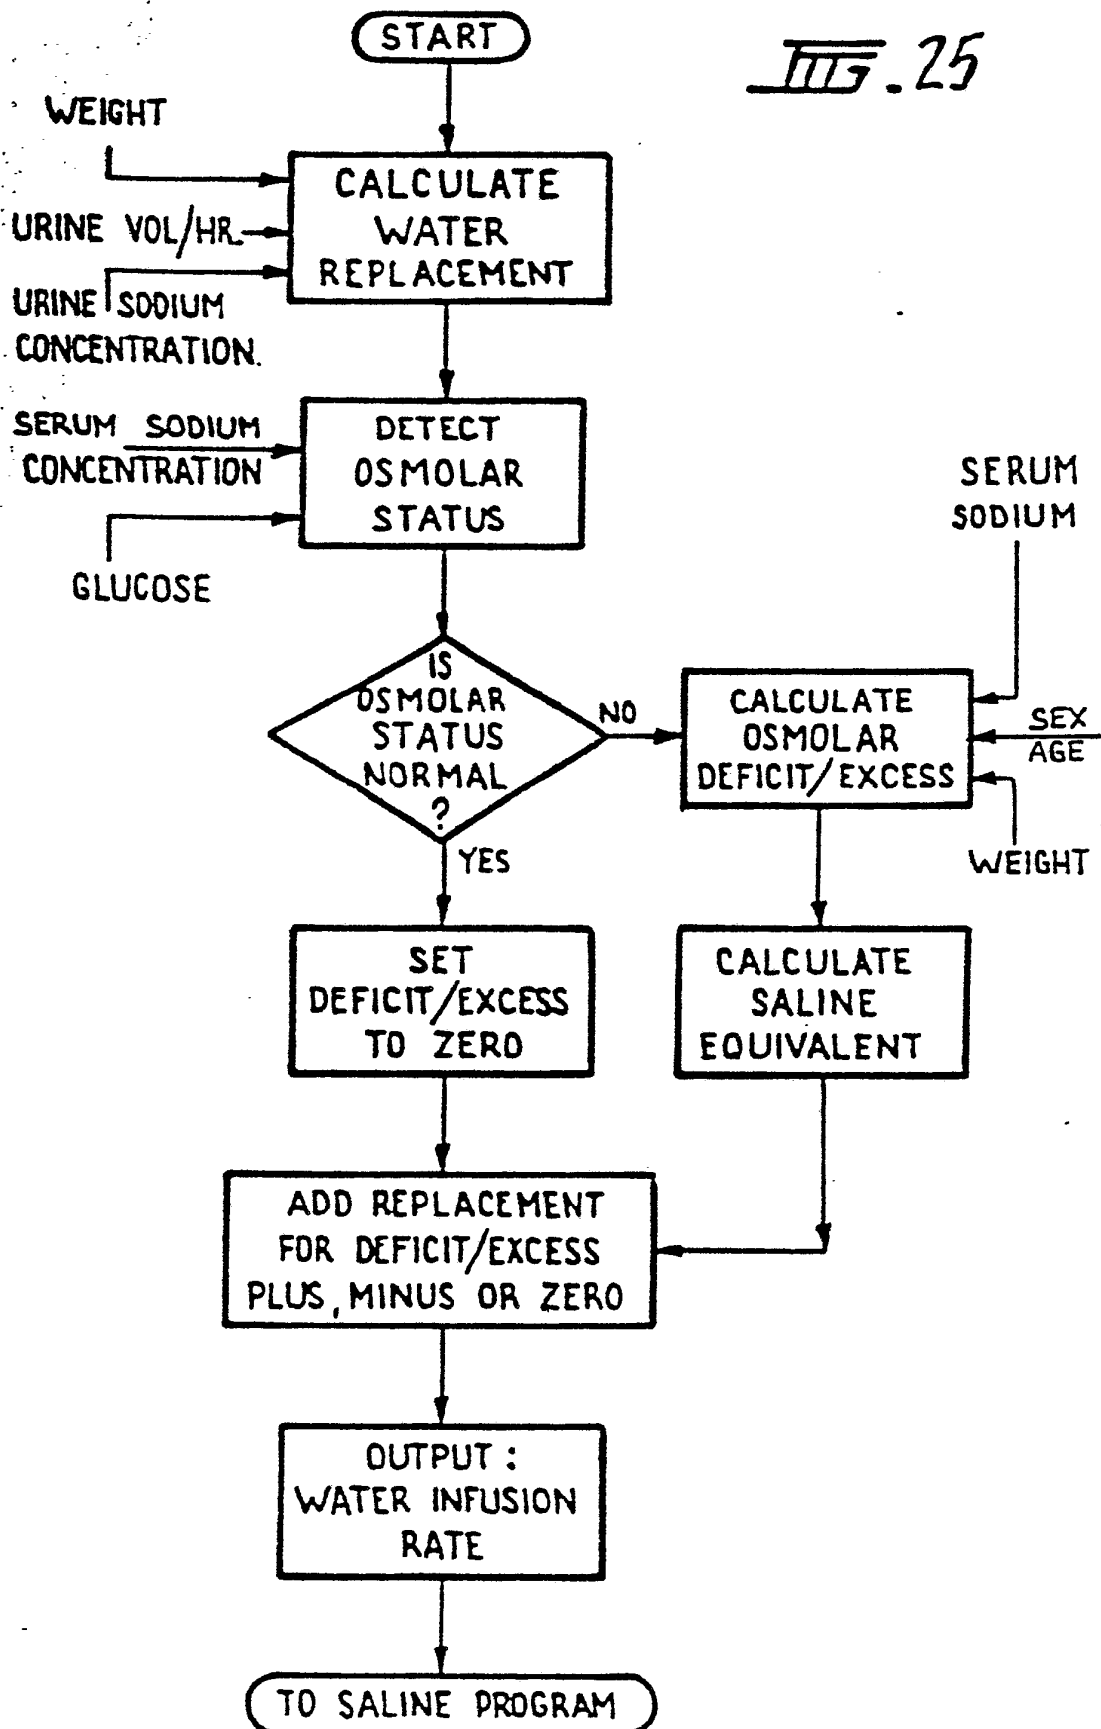 START
FIG. 25
WEIGHT
CALCULATE
WATER
REPLACEMENT
URINE VOL/HR.
URINE SODIUM
CONCENTRATION.
SERUM SODIUM
CONCENTRATION
GLUCOSE
DETECT
OSMOLAR
STATUS
SERUM
SODIUM
IS
OSMOLAR
STATUS
NORMAL
?
NO
YES
CALCULATE
OSMOLAR
DEFICIT/EXCESS
SEX
AGE
WEIGHT
SET
DEFICIT/EXCESS
TO ZERO
CALCULATE
SALINE
EQUIVALENT
ADD REPLACEMENT
FOR DEFICIT/EXCESS
PLUS, MINUS OR ZERO
OUTPUT:
WATER INFUSION
RATE
TO SALINE PROGRAM